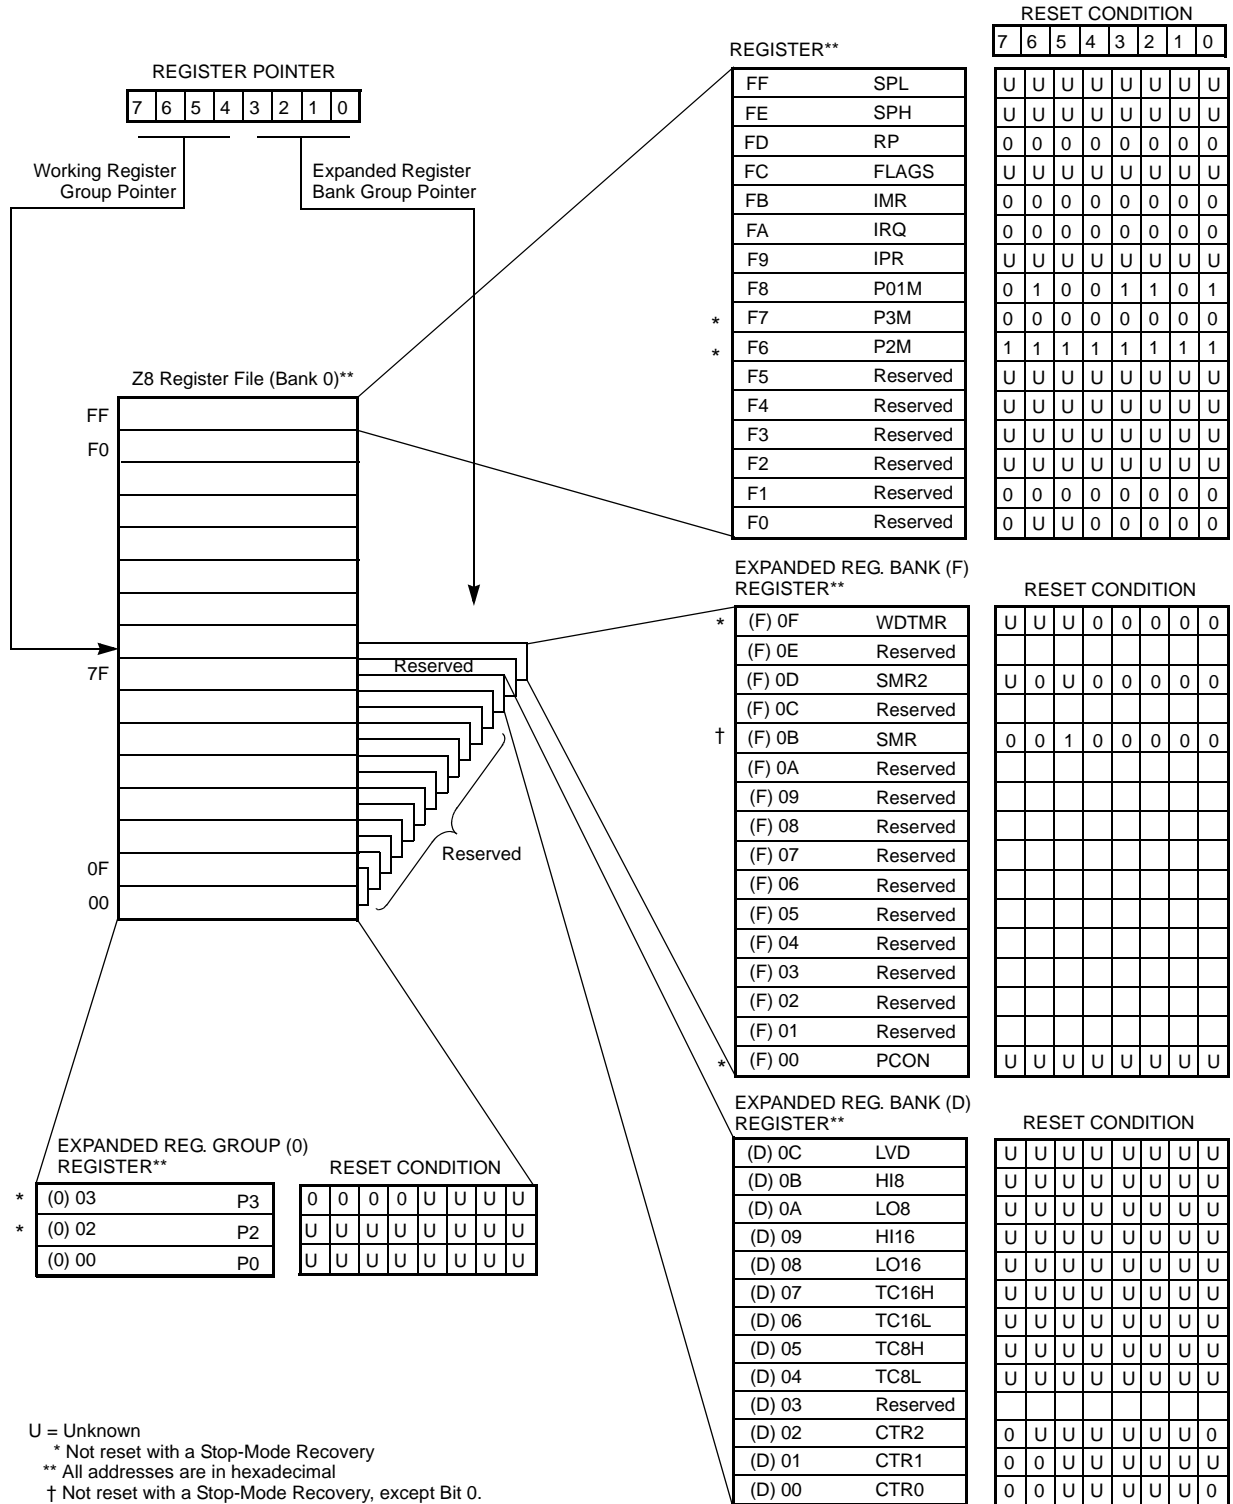 REGISTER POINTER
7 6 5 4 3 2 1 0
Working Register
Group Pointer
Expanded Register
Bank Group Pointer
Z8 Register File (Bank 0)**
FF
F0
7F
0F
00
Reserved
Reserved
RESET CONDITION
7 6 5 4 3 2 1 0
REGISTER**
FF SPL U U U U U U U U
FE SPH U U U U U U U U
FD RP 0 0 0 0 0 0 0 0
FC FLAGS U U U U U U U U
FB IMR 0 0 0 0 0 0 0 0
FA IRQ 0 0 0 0 0 0 0 0
F9 IPR U U U U U U U U
F8 P01M 0 1 0 0 1 1 0 1
* F7 P3M 0 0 0 0 0 0 0 0
* F6 P2M 1 1 1 1 1 1 1 1
F5 Reserved U U U U U U U U
F4 Reserved U U U U U U U U
F3 Reserved U U U U U U U U
F2 Reserved U U U U U U U U
F1 Reserved 0 0 0 0 0 0 0 0
F0 Reserved 0 U U 0 0 0 0 0
EXPANDED REG. BANK (F)
REGISTER** RESET CONDITION
* (F) 0F WDTMR U U U 0 0 0 0 0
(F) 0E Reserved
(F) 0D SMR2 U 0 U 0 0 0 0 0
(F) 0C Reserved
† (F) 0B SMR 0 0 1 0 0 0 0 0
(F) 0A Reserved
(F) 09 Reserved
(F) 08 Reserved
(F) 07 Reserved
(F) 06 Reserved
(F) 05 Reserved
(F) 04 Reserved
(F) 03 Reserved
(F) 02 Reserved
(F) 01 Reserved
* (F) 00 PCON U U U U U U U U
EXPANDED REG. BANK (D)
REGISTER** RESET CONDITION
(D) 0C LVD U U U U U U U U
(D) 0B HI8 U U U U U U U U
(D) 0A LO8 U U U U U U U U
(D) 09 HI16 U U U U U U U U
(D) 08 LO16 U U U U U U U U
(D) 07 TC16H U U U U U U U U
(D) 06 TC16L U U U U U U U U
(D) 05 TC8H U U U U U U U U
(D) 04 TC8L U U U U U U U U
(D) 03 Reserved
(D) 02 CTR2 0 U U U U U U 0
(D) 01 CTR1 0 0 U U U U U U
(D) 00 CTR0 0 0 U U U U U 0
EXPANDED REG. GROUP (0)
REGISTER** RESET CONDITION
* (0) 03 P3 0 0 0 0 U U U U
* (0) 02 P2 U U U U U U U U
(0) 00 P0 U U U U U U U U
U = Unknown
* Not reset with a Stop-Mode Recovery
** All addresses are in hexadecimal
† Not reset with a Stop-Mode Recovery, except Bit 0.